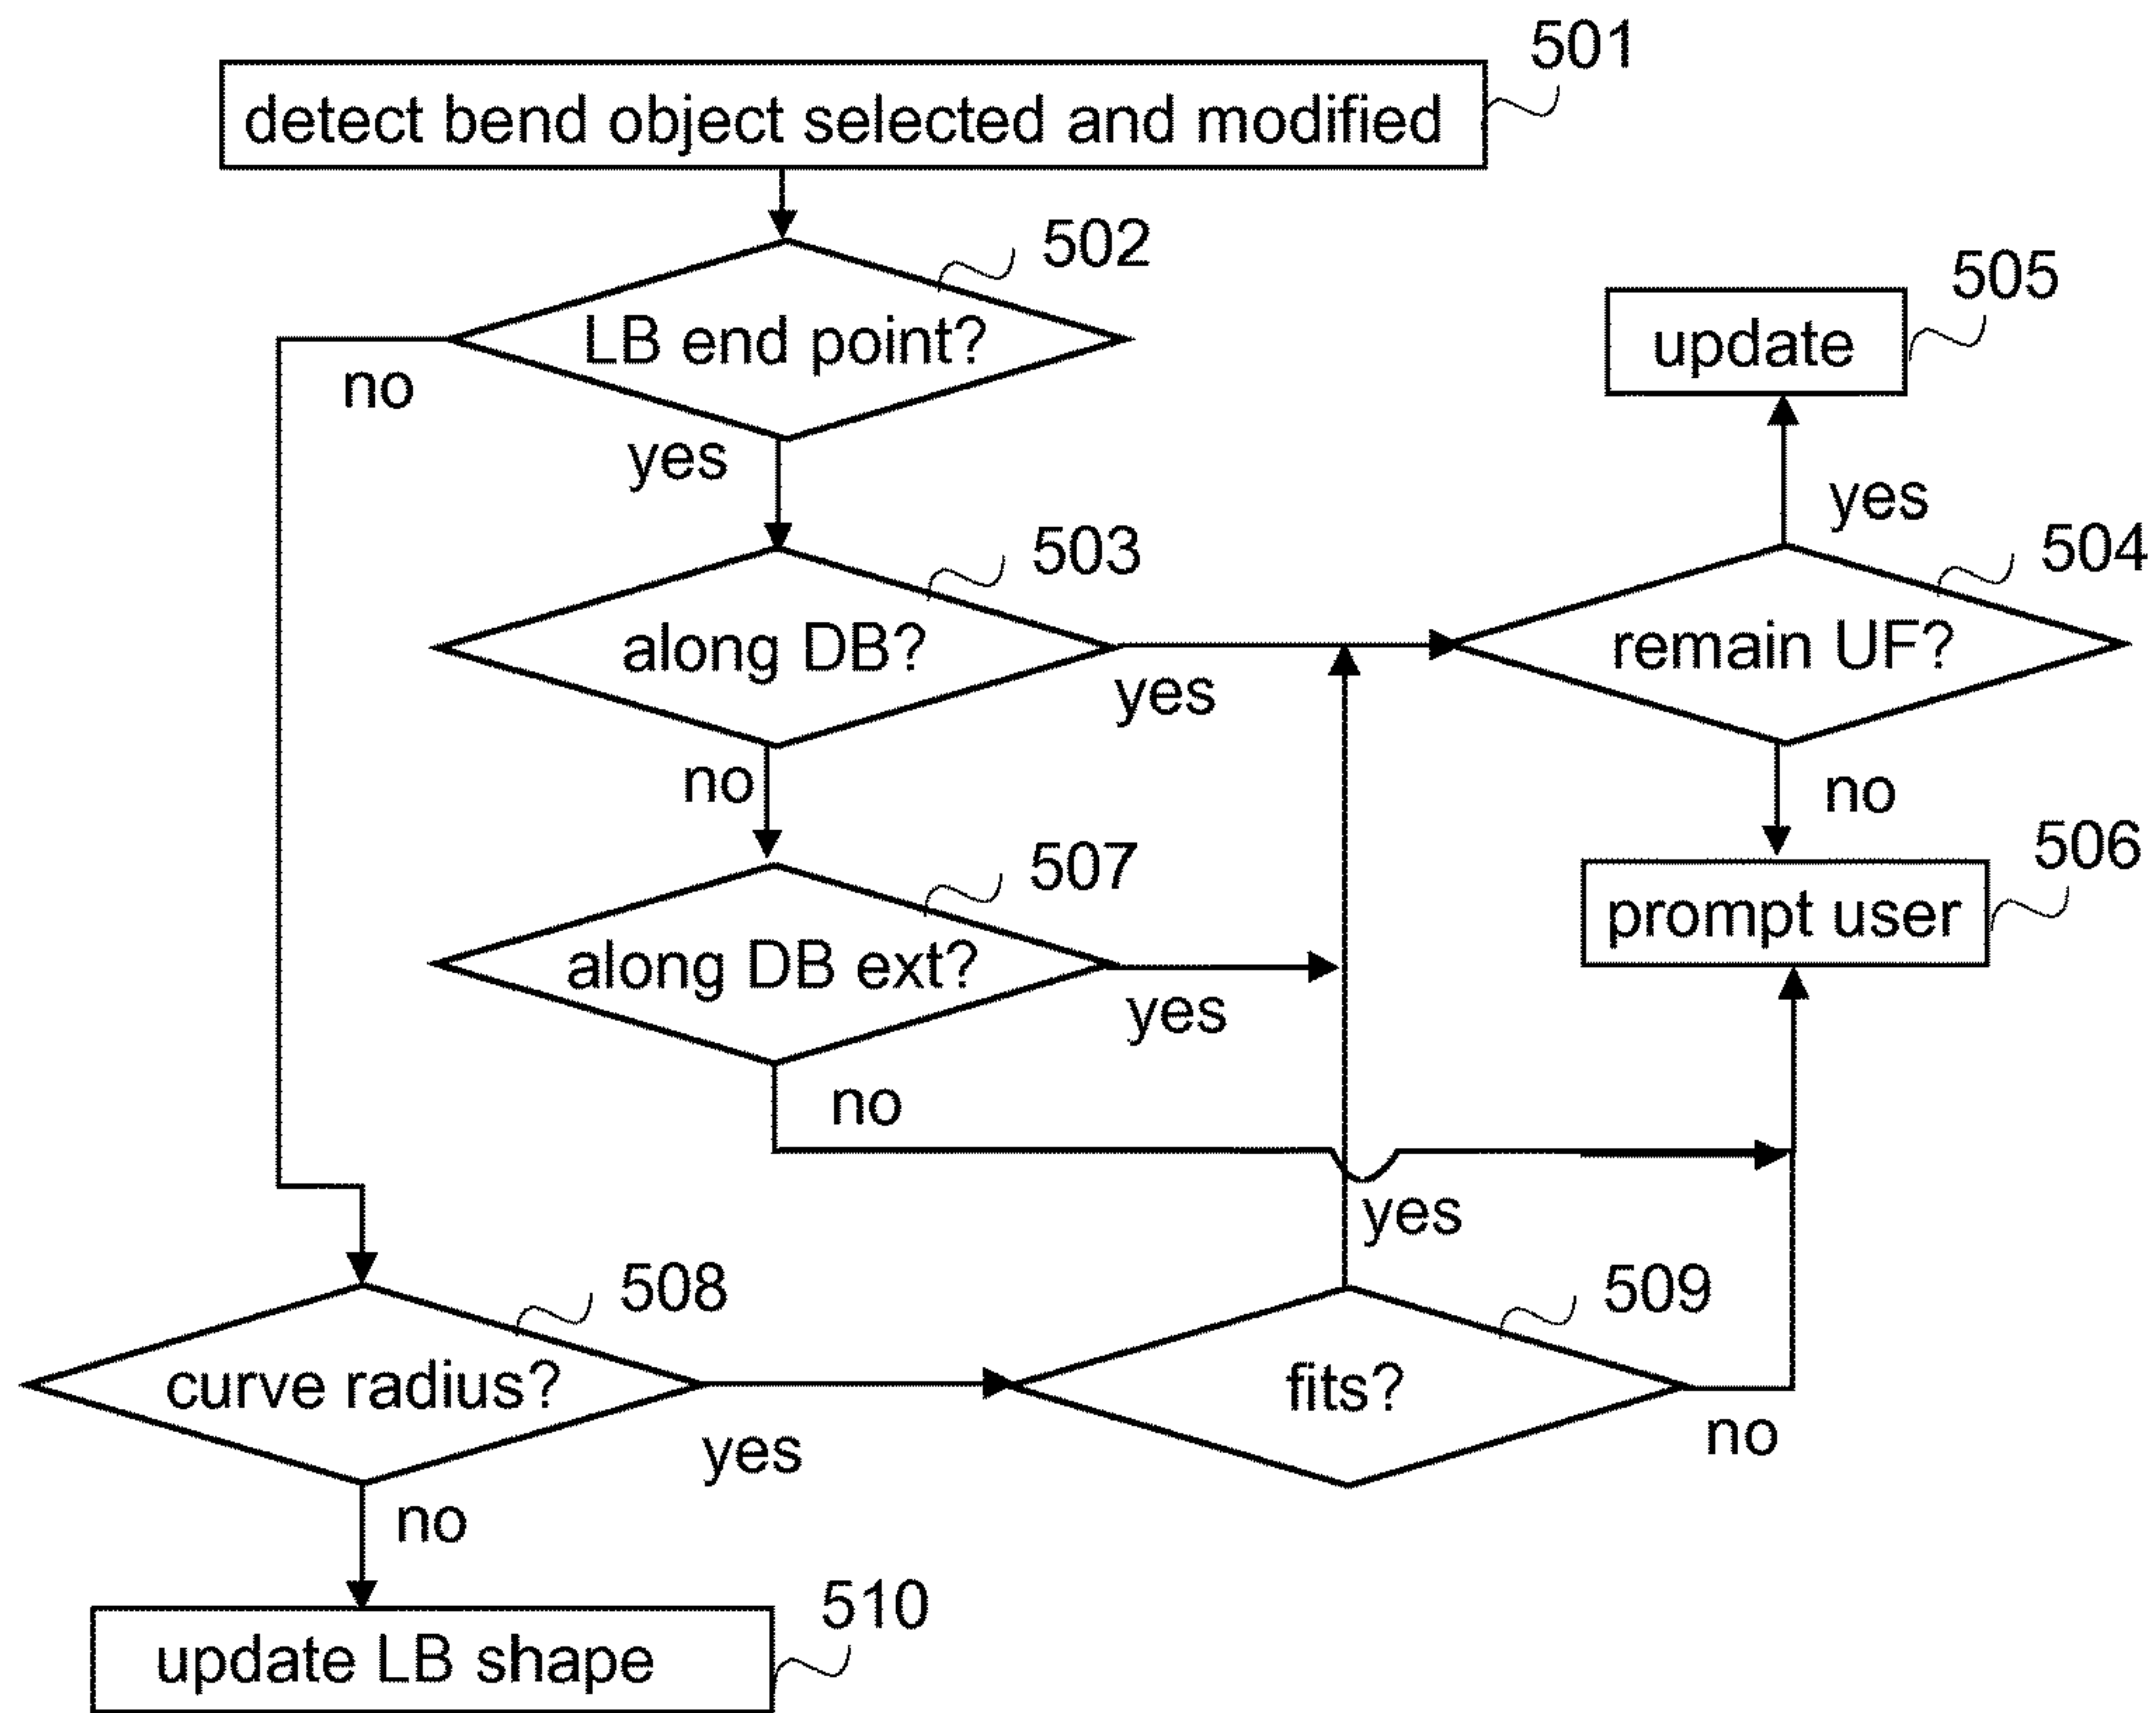 501
detect bend object selected and modified
502
LB end point?
no
yes
505
update
yes
503
along DB?
yes
504
remain UF?
no
no
507
along DB ext?
yes
506
prompt user
no
yes
508
curve radius?
yes
509
fits?
no
no
510
update LB shape